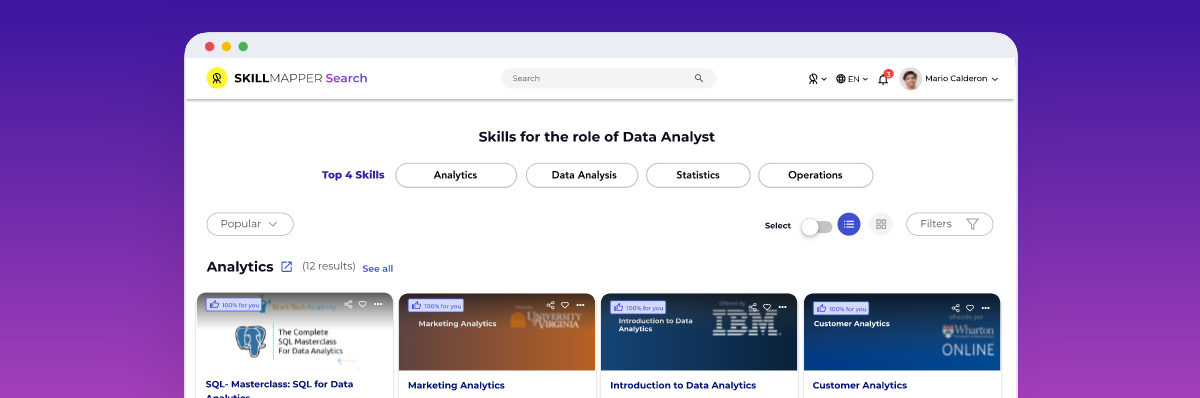 SKILLMAPPER Search
Search
EN
3
Mario Calderon
Skills for the role of Data Analyst
Top 4 Skills
Analytics
Data Analysis
Statistics
Operations
Popular
Select
Filters
Analytics (12 results) See all
100% for you
Start-Tech Academy
The Complete
SQL Masterclass
For Data Analytics
SQL- Masterclass: SQL for Data
Analytics
100% for you
Offered By
UNIVERSITY
VIRGINIA
Marketing Analytics
Marketing Analytics
100% for you
Offered By
IBM
Introduction to Data
Analytics
Introduction to Data Analytics
100% for you
ofrecido por
Customer Analytics
Wharton
ONLINE
Customer Analytics